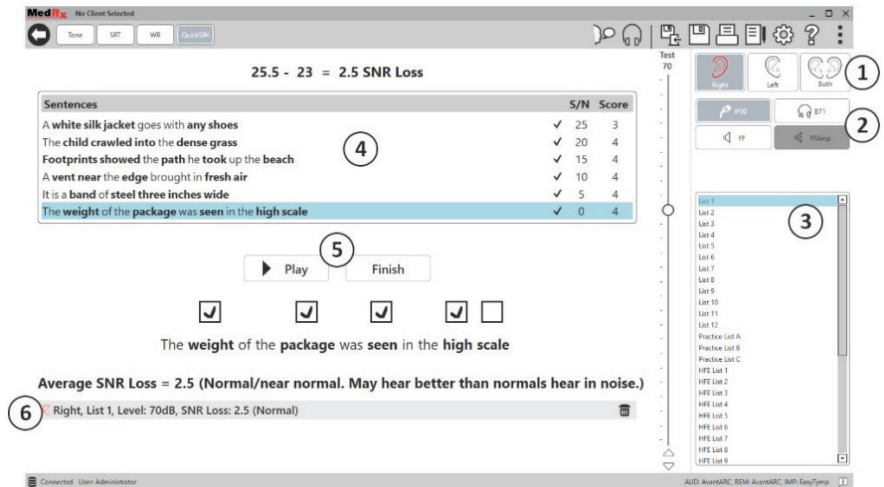 MedRx No Client Selected
Tone SRT WR QuickSIN
Test
70
25.5 - 23 = 2.5 SNR Loss
Sentences S/N Score
A white silk jacket goes with any shoes ✓ 25 3
The child crawled into the dense grass ✓ 20 4
Footprints showed the path he took up the beach ✓ 15 4
A vent near the edge brought in fresh air ✓ 10 4
It is a band of steel three inches wide ✓ 5 4
The weight of the package was seen in the high scale ✓ 0 4
4
5
Play Finish
The weight of the package was seen in the high scale
Average SNR Loss = 2.5 (Normal/near normal. May hear better than normals hear in noise.)
6
Right, List 1, Level: 70dB, SNR Loss: 2.5 (Normal)
Right Left Both
1
IP30 B71
2
FF FFAmp
3
List 1
List 2
List 3
List 4
List 5
List 6
List 7
List 8
List 9
List 10
List 11
List 12
Practice List A
Practice List B
Practice List C
HFE List 1
HFE List 2
HFE List 3
HFE List 4
HFE List 5
HFE List 6
HFE List 7
HFE List 8
HFE List 9
Connected User: Administrator
AUD: AvantARC, REM: AvantARC, IMP: EasyTymp